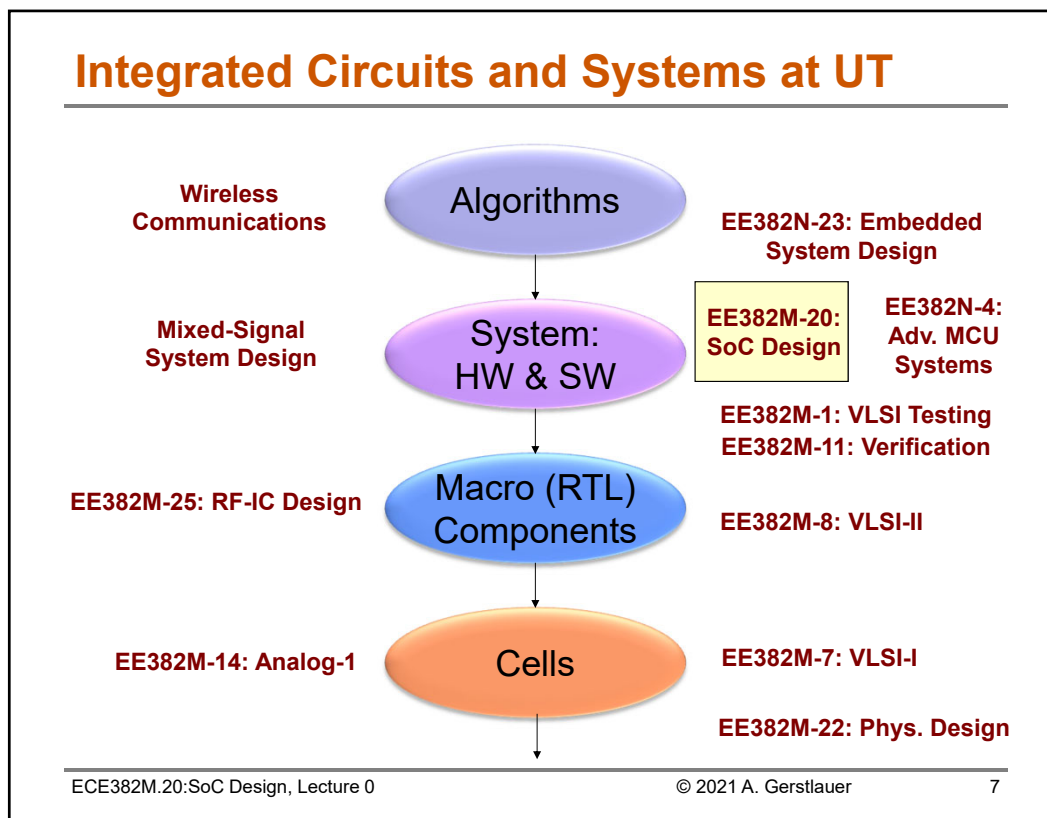 Integrated Circuits and Systems at UT
Wireless
Communications
Algorithms
EE382N-23: Embedded
System Design
Mixed-Signal
System Design
System:
HW & SW
EE382M-20:
SoC Design
EE382N-4:
Adv. MCU
Systems
EE382M-1: VLSI Testing
EE382M-11: Verification
EE382M-25: RF-IC Design
Macro (RTL)
Components
EE382M-8: VLSI-II
EE382M-14: Analog-1
Cells
EE382M-7: VLSI-I
EE382M-22: Phys. Design
ECE382M.20:SoC Design, Lecture 0
© 2021 A. Gerstlauer
7